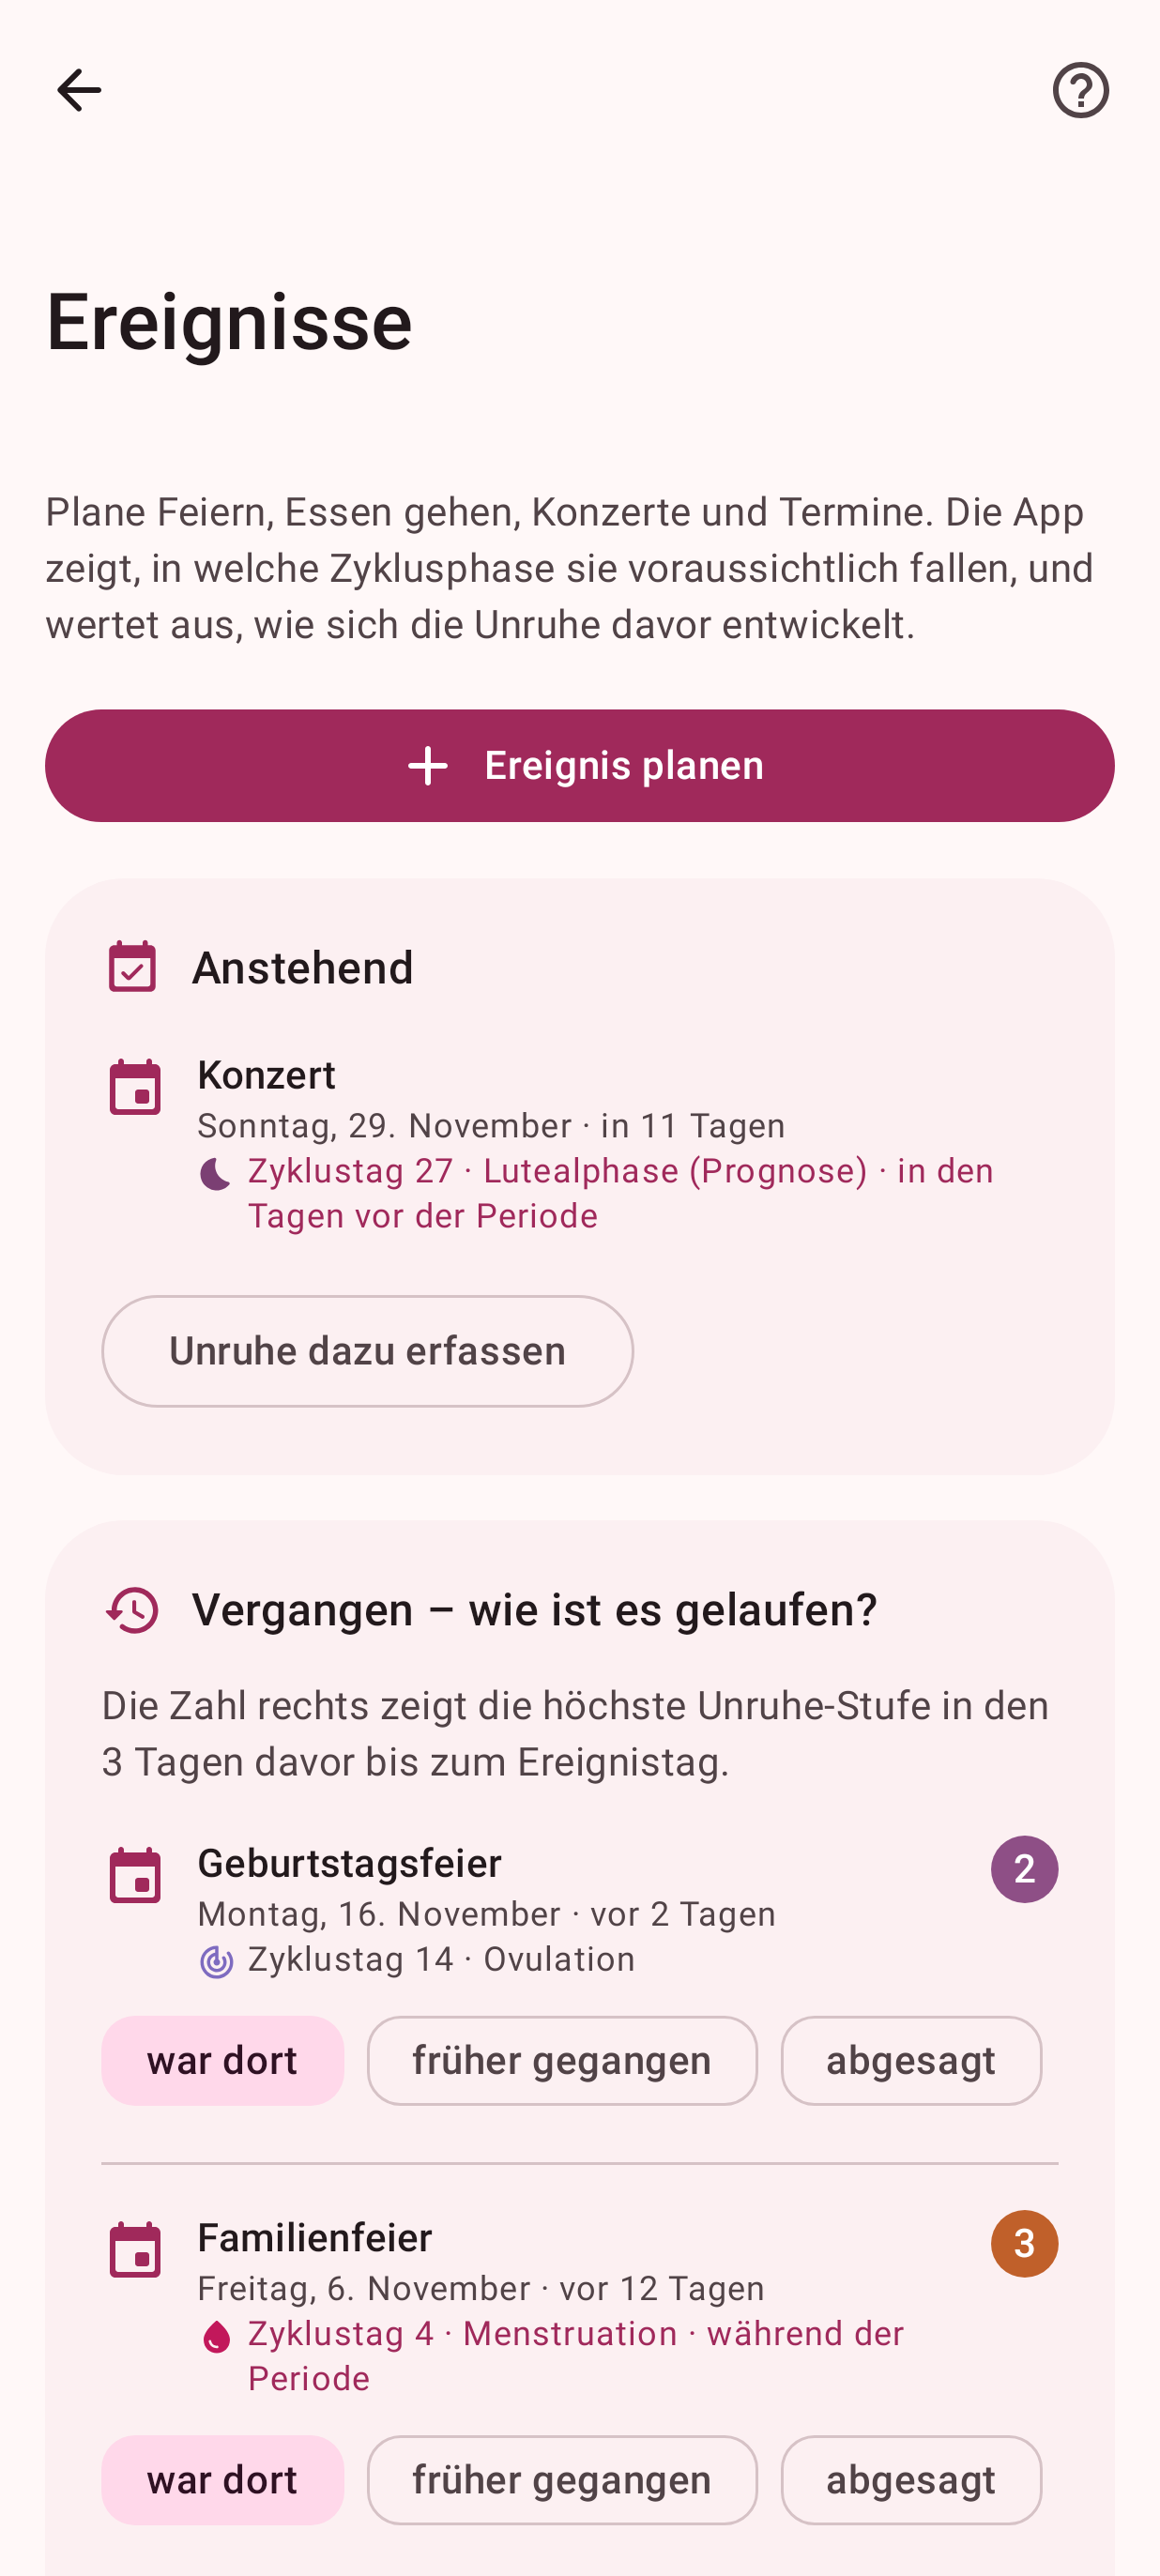 Ereignisse
Plane Feiern, Essen gehen, Konzerte und Termine. Die App
zeigt, in welche Zyklusphase sie voraussichtlich fallen, und
wertet aus, wie sich die Unruhe davor entwickelt.
Ereignis planen
Anstehend
Konzert
Sonntag, 29. November · in 11 Tagen
Zyklustag 27 · Lutealphase (Prognose) · in den
Tagen vor der Periode
Unruhe dazu erfassen
Vergangen – wie ist es gelaufen?
Die Zahl rechts zeigt die höchste Unruhe-Stufe in den
3 Tagen davor bis zum Ereignistag.
Geburtstagsfeier 2
Montag, 16. November · vor 2 Tagen
Zyklustag 14 · Ovulation
war dort früher gegangen abgesagt
Familienfeier 3
Freitag, 6. November · vor 12 Tagen
Zyklustag 4 · Menstruation · während der
Periode
war dort früher gegangen abgesagt